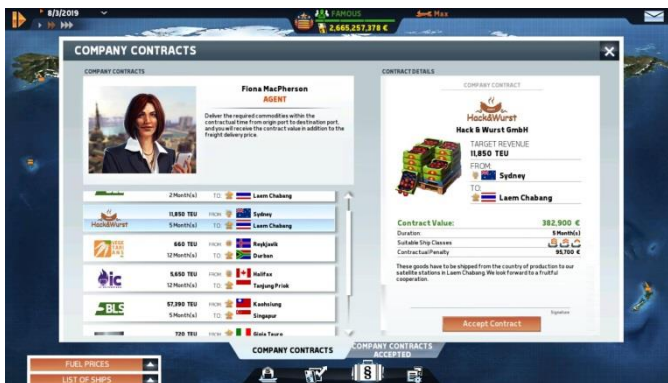 8/3/2019
FAMOUS
Max
2,665,257,378 €
COMPANY CONTRACTS
COMPANY CONTRACTS
Fiona MacPherson
AGENT
Deliver the required commodities within the
contractual time from origin port to destination port,
and you will receive the contract value in addition to the
freight delivery price.
2 Month(s) TO: Laem Chabang
Hack&Wurst
11,850 TEU FROM: Sydney
5 Month(s) TO: Laem Chabang
660 TEU FROM: Reykjavik
12 Month(s) TO: Durban
ic
5,650 TEU FROM: Halifax
12 Month(s) TO: Tanjung Priok
BLS
57,390 TEU FROM: Kaohsiung
5 Month(s) TO: Singapur
720 TEU FROM: Gioia Tauro
CONTRACT DETAILS
COMPANY CONTRACT
Hack&Wurst
Hack & Wurst GmbH
TARGET REVENUE
11,850 TEU
FROM:
Sydney
TO:
Laem Chabang
Contract Value: 382,900 €
Duration 5 Month(s)
Suitable Ship Classes
Contractual Penalty 95,700 €
These goods have to be shipped from the country of production to our
satellite stations in Laem Chabang. We look forward to a fruitful
cooperation.
Signature
Accept Contract
COMPANY CONTRACTS
COMPANY CONTRACTS
ACCEPTED
FUEL PRICES
LIST OF SHIPS